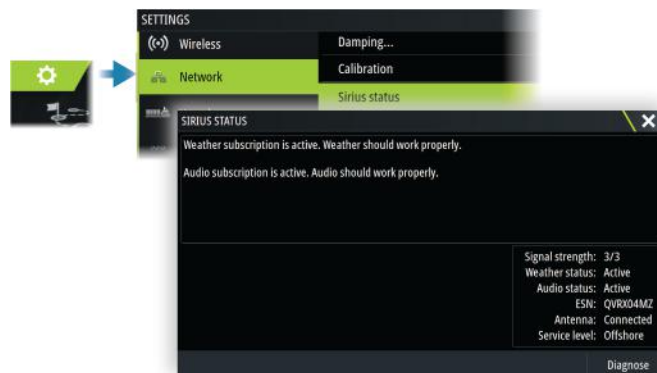 SETTINGS
Wireless
Damping...
Network
Calibration
Sirius status
SIRIUS STATUS
Weather subscription is active. Weather should work properly.
Audio subscription is active. Audio should work properly.
Signal strength: 3/3
Weather status: Active
Audio status: Active
ESN: QVRX04MZ
Antenna: Connected
Service level: Offshore
Diagnose